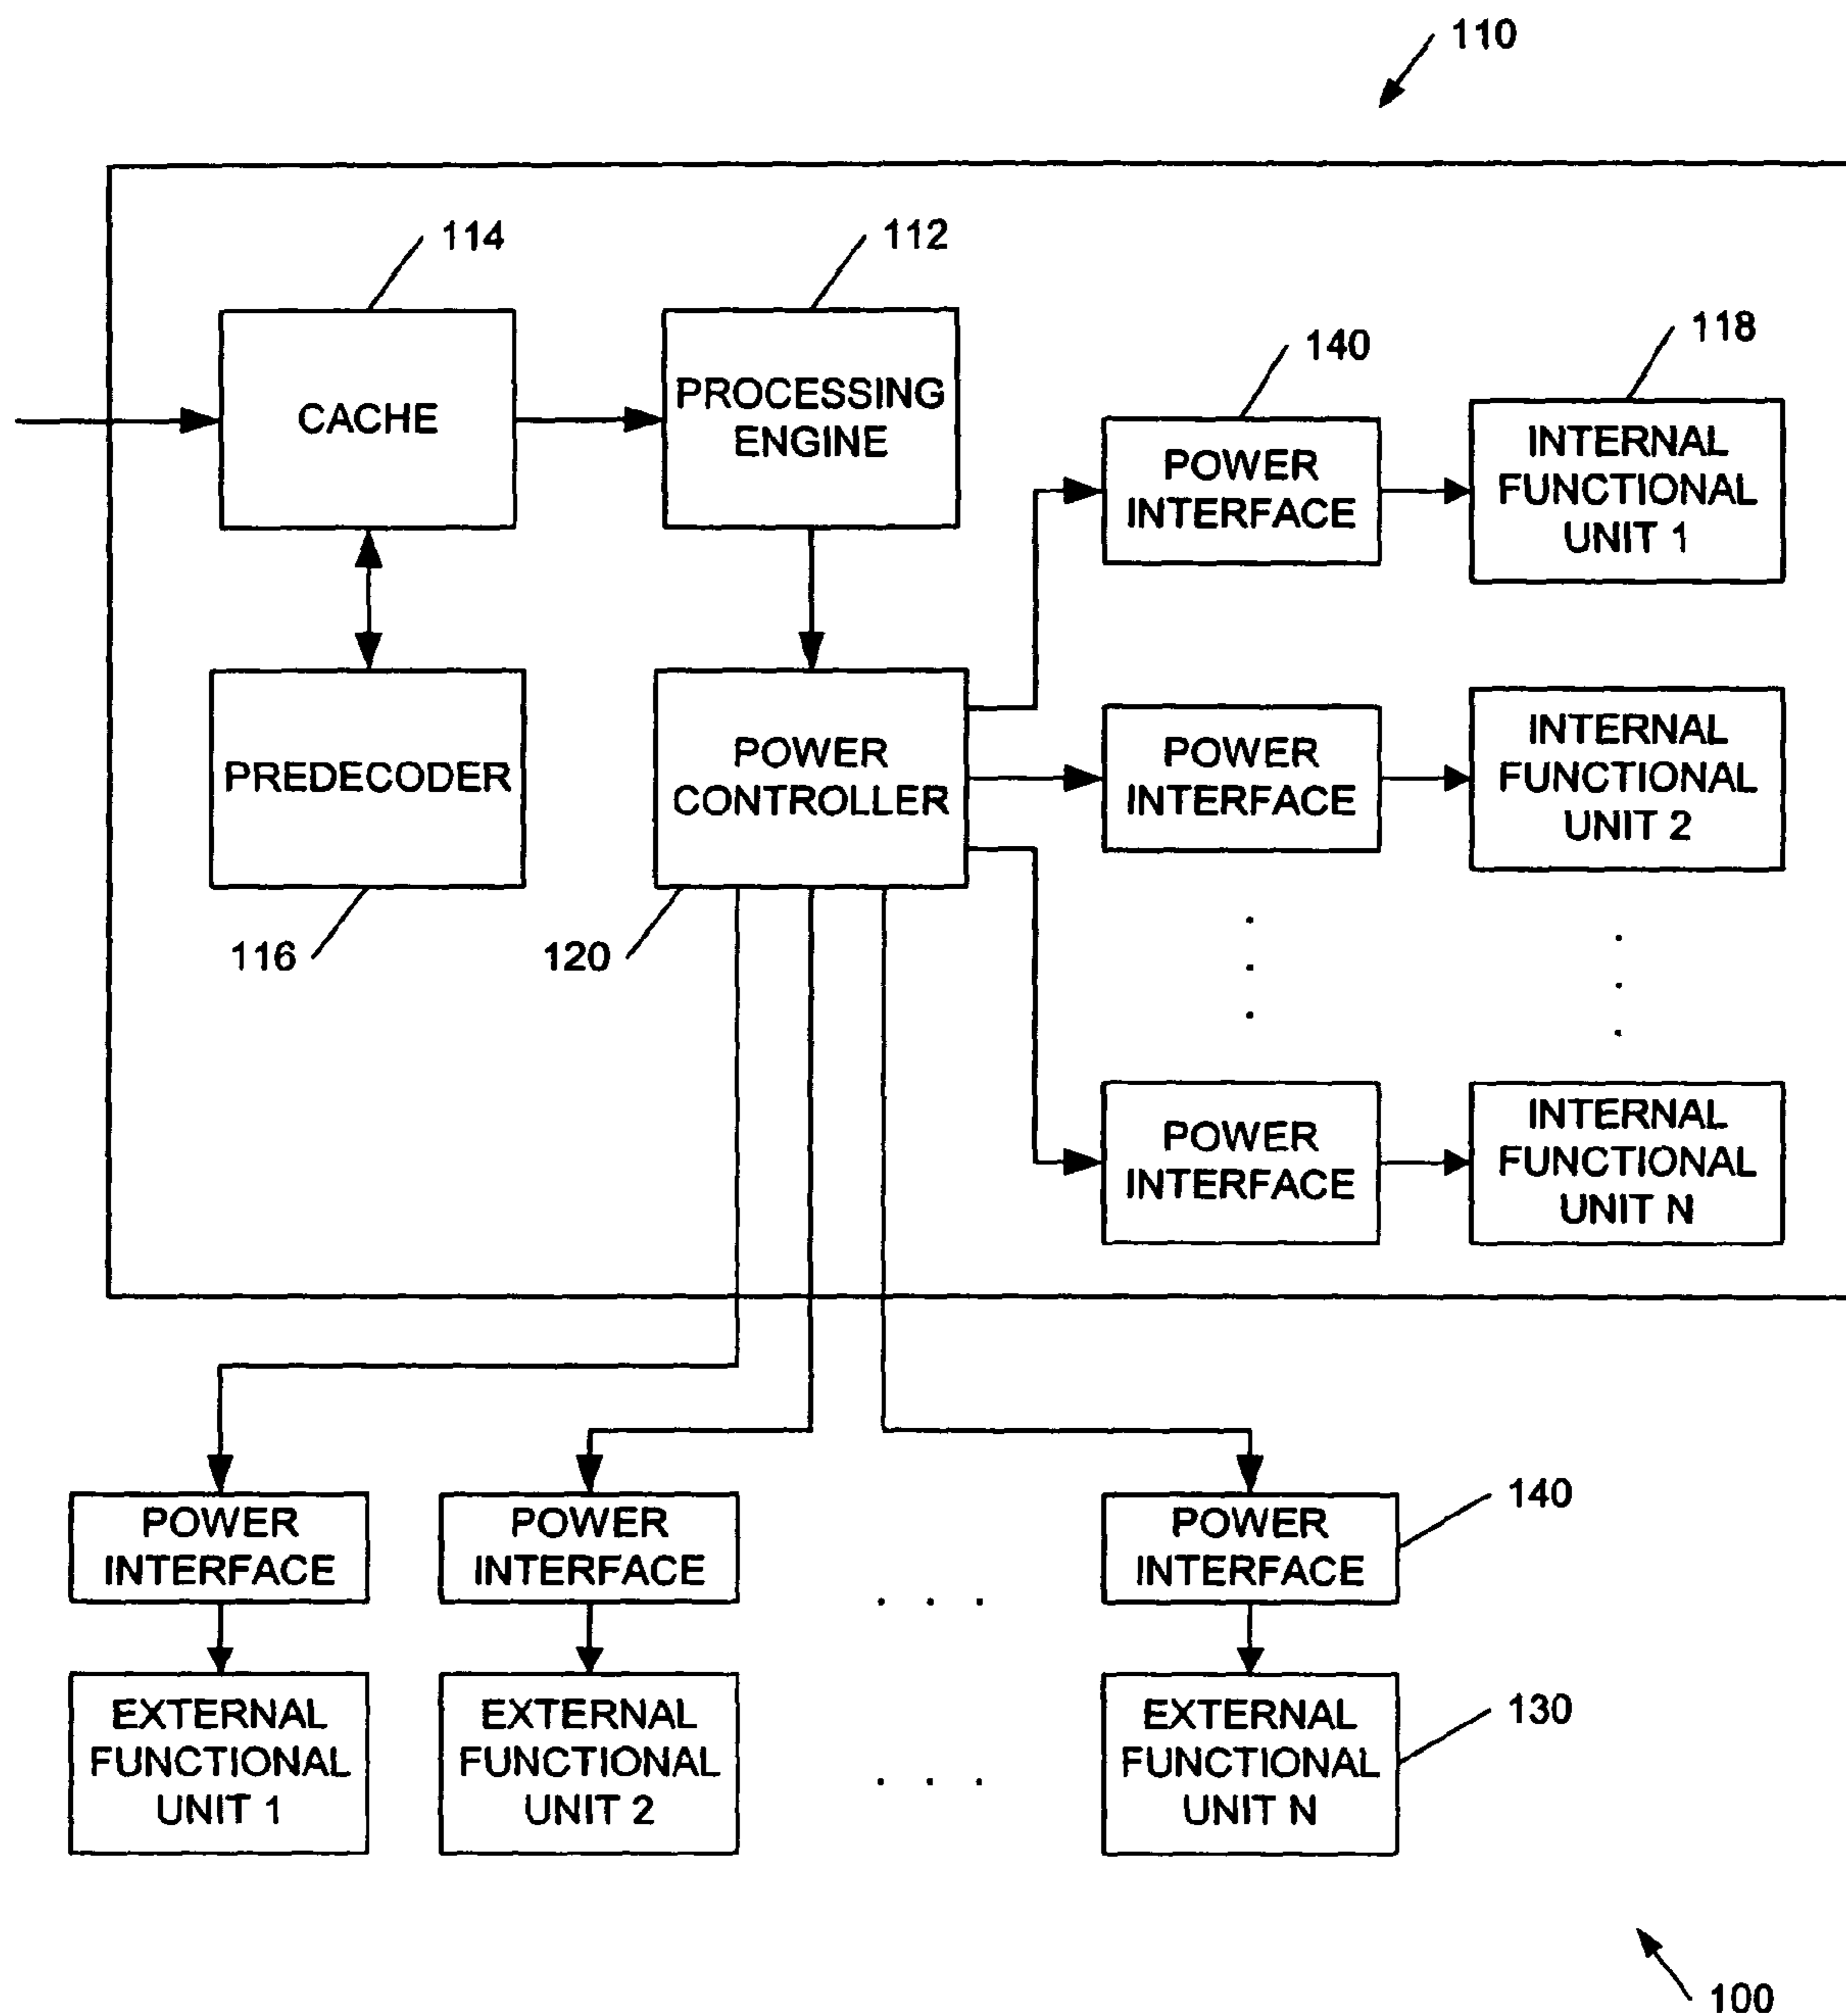 110
114
112
140
118
CACHE
PROCESSING
ENGINE
POWER
INTERFACE
INTERNAL
FUNCTIONAL
UNIT 1
PREDECODER
POWER
CONTROLLER
POWER
INTERFACE
INTERNAL
FUNCTIONAL
UNIT 2
116
120
. . .
. . .
POWER
INTERFACE
INTERNAL
FUNCTIONAL
UNIT N
POWER
INTERFACE
POWER
INTERFACE
. . .
POWER
INTERFACE
140
EXTERNAL
FUNCTIONAL
UNIT 1
EXTERNAL
FUNCTIONAL
UNIT 2
. . .
EXTERNAL
FUNCTIONAL
UNIT N
130
100